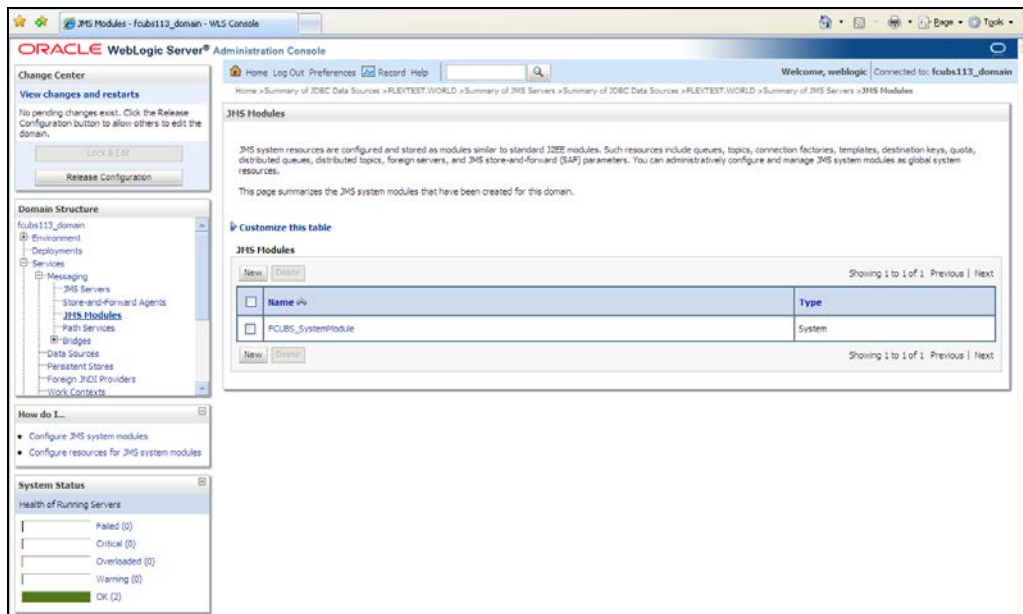 JMS Modules - fcubs113_domain - WLS Console
Page
Tools
ORACLE WebLogic Server® Administration Console
Change Center
View changes and restarts
No pending changes exist. Click the Release
Configuration button to allow others to edit the
domain.
Lock & Edit
Release Configuration
Domain Structure
fcubs113_domain
Environment
Deployments
Services
Messaging
JMS Servers
Store-and-Forward Agents
JMS Modules
Path Services
Bridges
Data Sources
Persistent Stores
Foreign JNDI Providers
Work Contexts
How do I...
Configure JMS system modules
Configure resources for JMS system modules
System Status
Health of Running Servers
Failed (0)
Critical (0)
Overloaded (0)
Warning (0)
OK (2)
Home Log Out Preferences Record Help
Welcome, weblogic Connected to: fcubs113_domain
Home >Summary of JDBC Data Sources >FLEXTEST.WORLD >Summary of JMS Servers >Summary of JDBC Data Sources >FLEXTEST.WORLD >Summary of JMS Servers >JMS Modules
JMS Modules
JMS system resources are configured and stored as modules similar to standard J2EE modules. Such resources include queues, topics, connection factories, templates, destination keys, quota,
distributed queues, distributed topics, foreign servers, and JMS store-and-forward (SAF) parameters. You can administratively configure and manage JMS system modules as global system
resources.
This page summarizes the JMS system modules that have been created for this domain.
Customize this table
JMS Modules
New Delete Showing 1 to 1 of 1 Previous | Next
Name Type
FCUBS_SystemModule System
New Delete Showing 1 to 1 of 1 Previous | Next